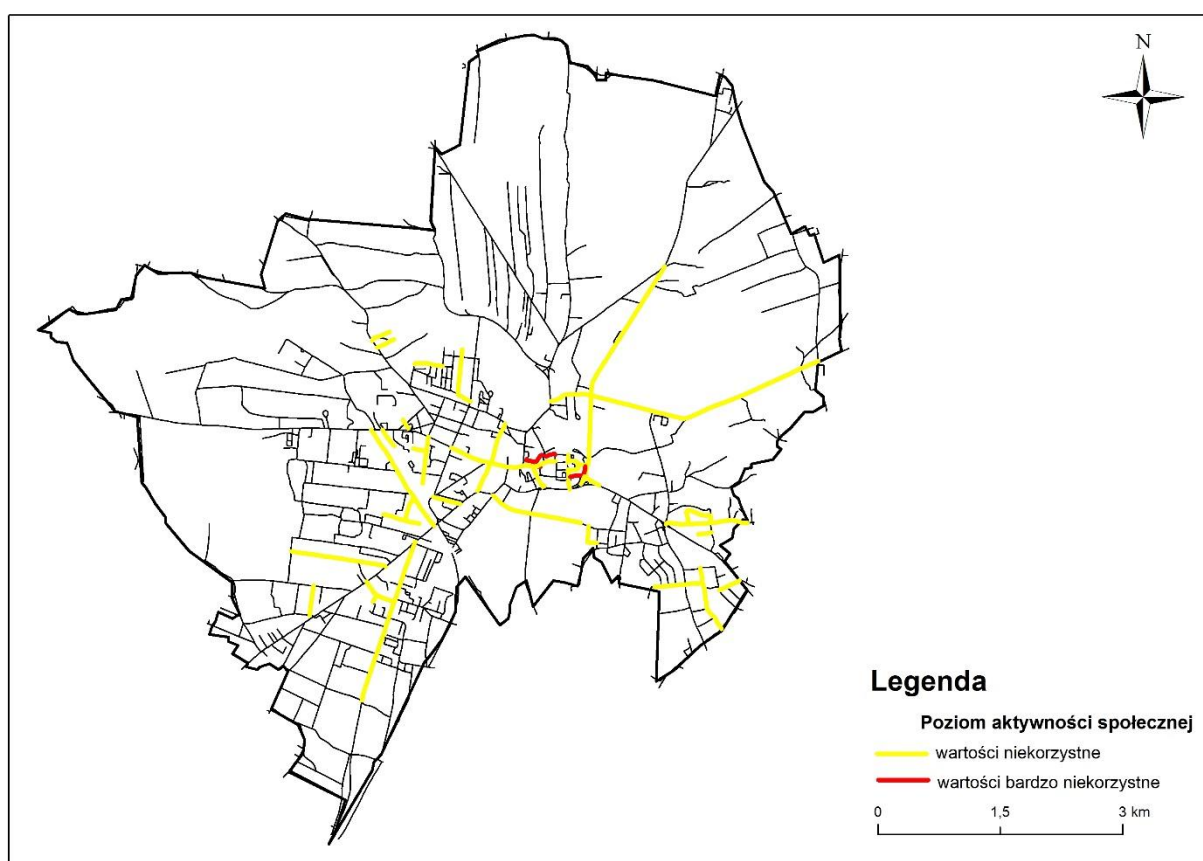 N
Legenda
Poziom aktywności społecznej
wartości niekorzystne
wartości bardzo niekorzystne
0 1,5 3 km